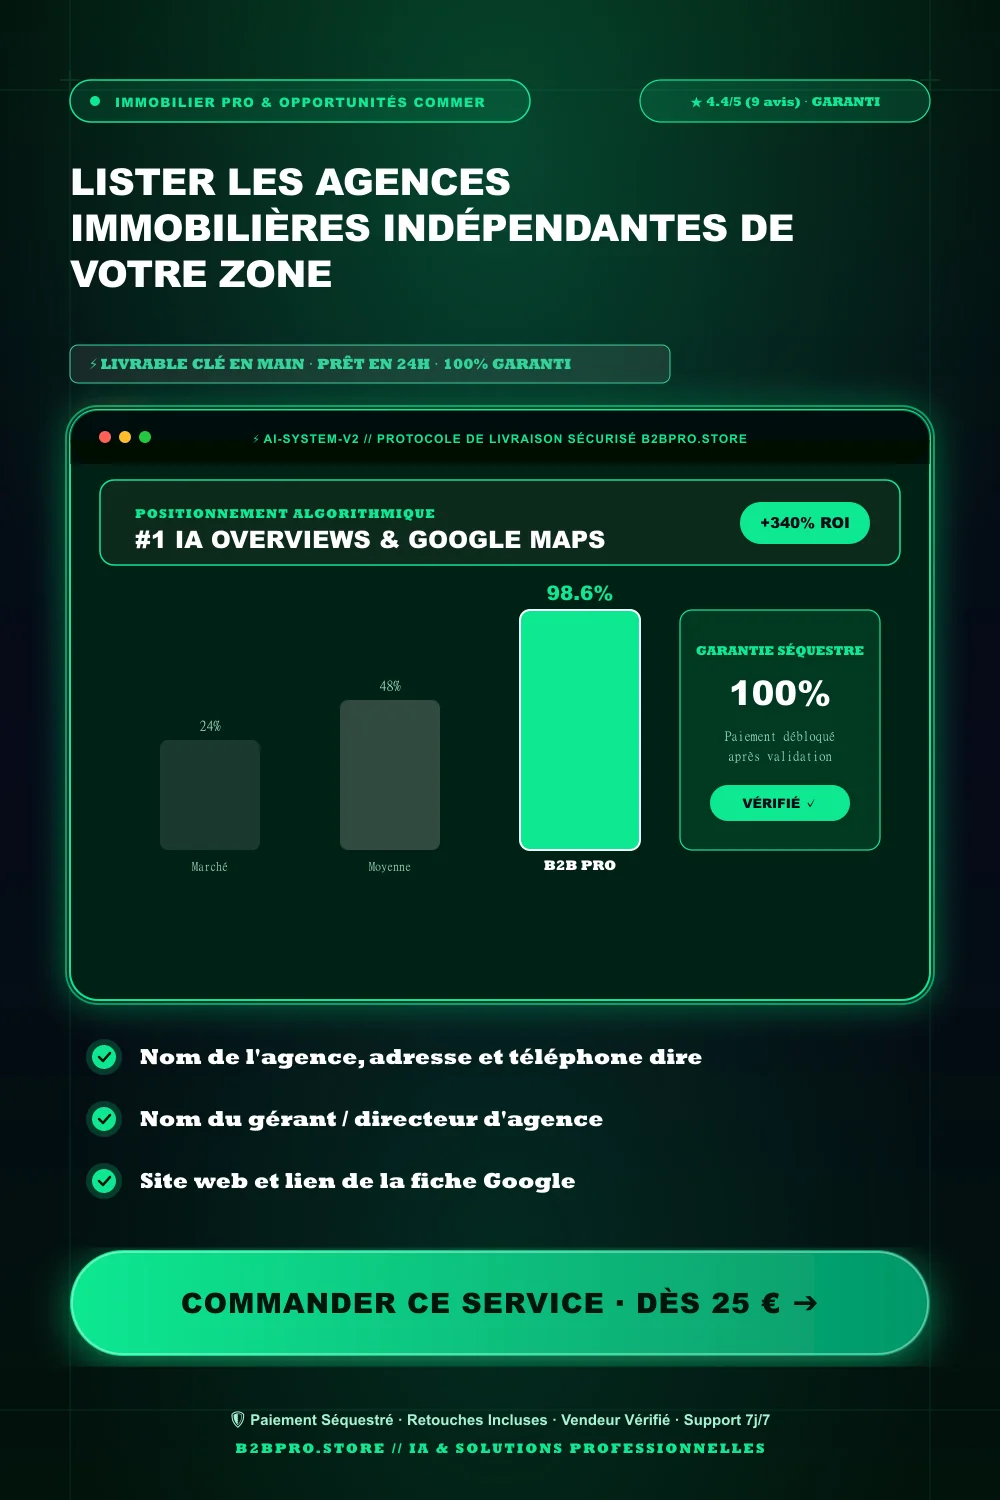 IMMOBILIER PRO & OPPORTUNITÉS COMMER
★ 4.4/5 (9 avis) · GARANTI
LISTER LES AGENCES
IMMOBILIÈRES INDÉPENDANTES DE
VOTRE ZONE
⚡ LIVRABLE CLÉ EN MAIN · PRÊT EN 24H · 100% GARANTI
⚡ AI-SYSTEM-V2 // PROTOCOLE DE LIVRAISON SÉCURISÉ B2BPRO.STORE
POSITIONNEMENT ALGORITHMIQUE
#1 IA OVERVIEWS & GOOGLE MAPS
+340% ROI
98.6%
48%
24%
Marché
Moyenne
B2B PRO
GARANTIE SÉQUESTRE
100%
Paiement débloqué
après validation
VÉRIFIÉ ✓
Nom de l'agence, adresse et téléphone dire
Nom du gérant / directeur d'agence
Site web et lien de la fiche Google
COMMANDER CE SERVICE · DÈS 25 € ➔
🛡 Paiement Séquestré · Retouches Incluses · Vendeur Vérifié · Support 7j/7
B2BPRO.STORE // IA & SOLUTIONS PROFESSIONNELLES